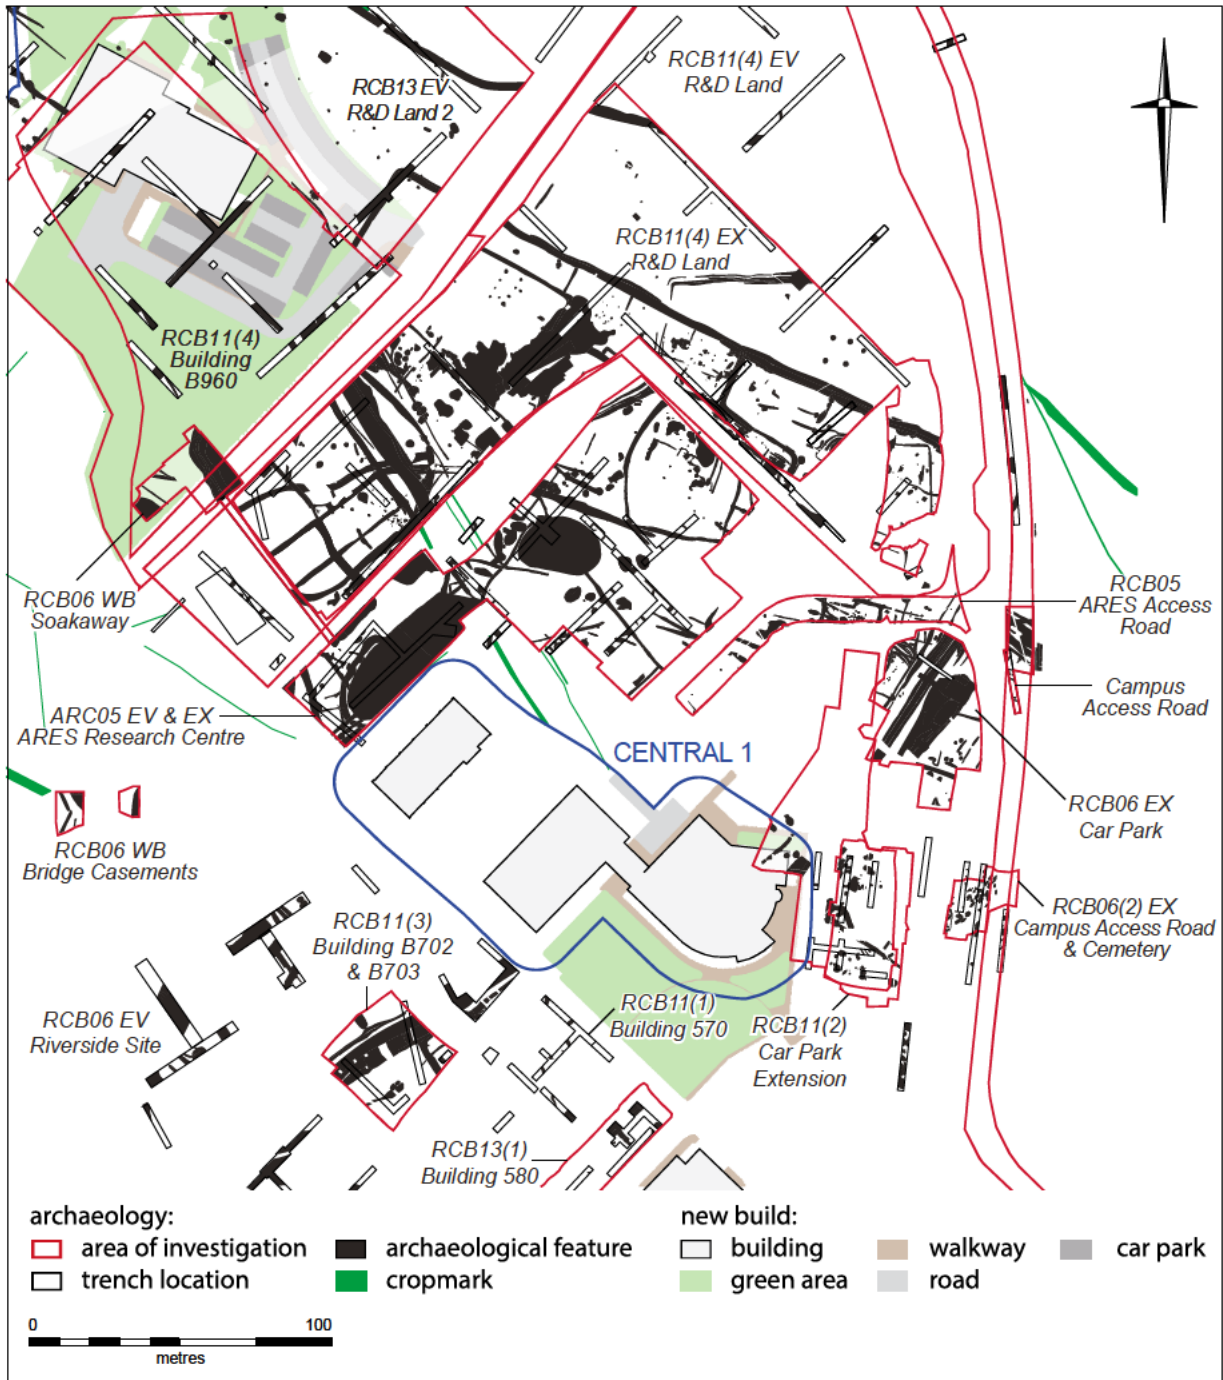 RCB13 EV
R&D Land 2
RCB11(4) EV
R&D Land
RCB11(4) EX
R&D Land
RCB11(4)
Building
B960
RCB06 WB
Soakaway
RCB05
ARES Access
Road
Campus
Access Road
ARC05 EV & EX
ARES Research Centre
CENTRAL 1
RCB06 EX
Car Park
RCB06 WB
Bridge Casements
RCB11(3)
Building B702
& B703
RCB06(2) EX
Campus Access Road
& Cemetery
RCB06 EV
Riverside Site
RCB11(1)
Building 570
RCB11(2)
Car Park
Extension
RCB13(1)
Building 580
archaeology:
area of investigation
archaeological feature
trench location
cropmark
new build:
building
walkway
car park
green area
road
0 100
metres